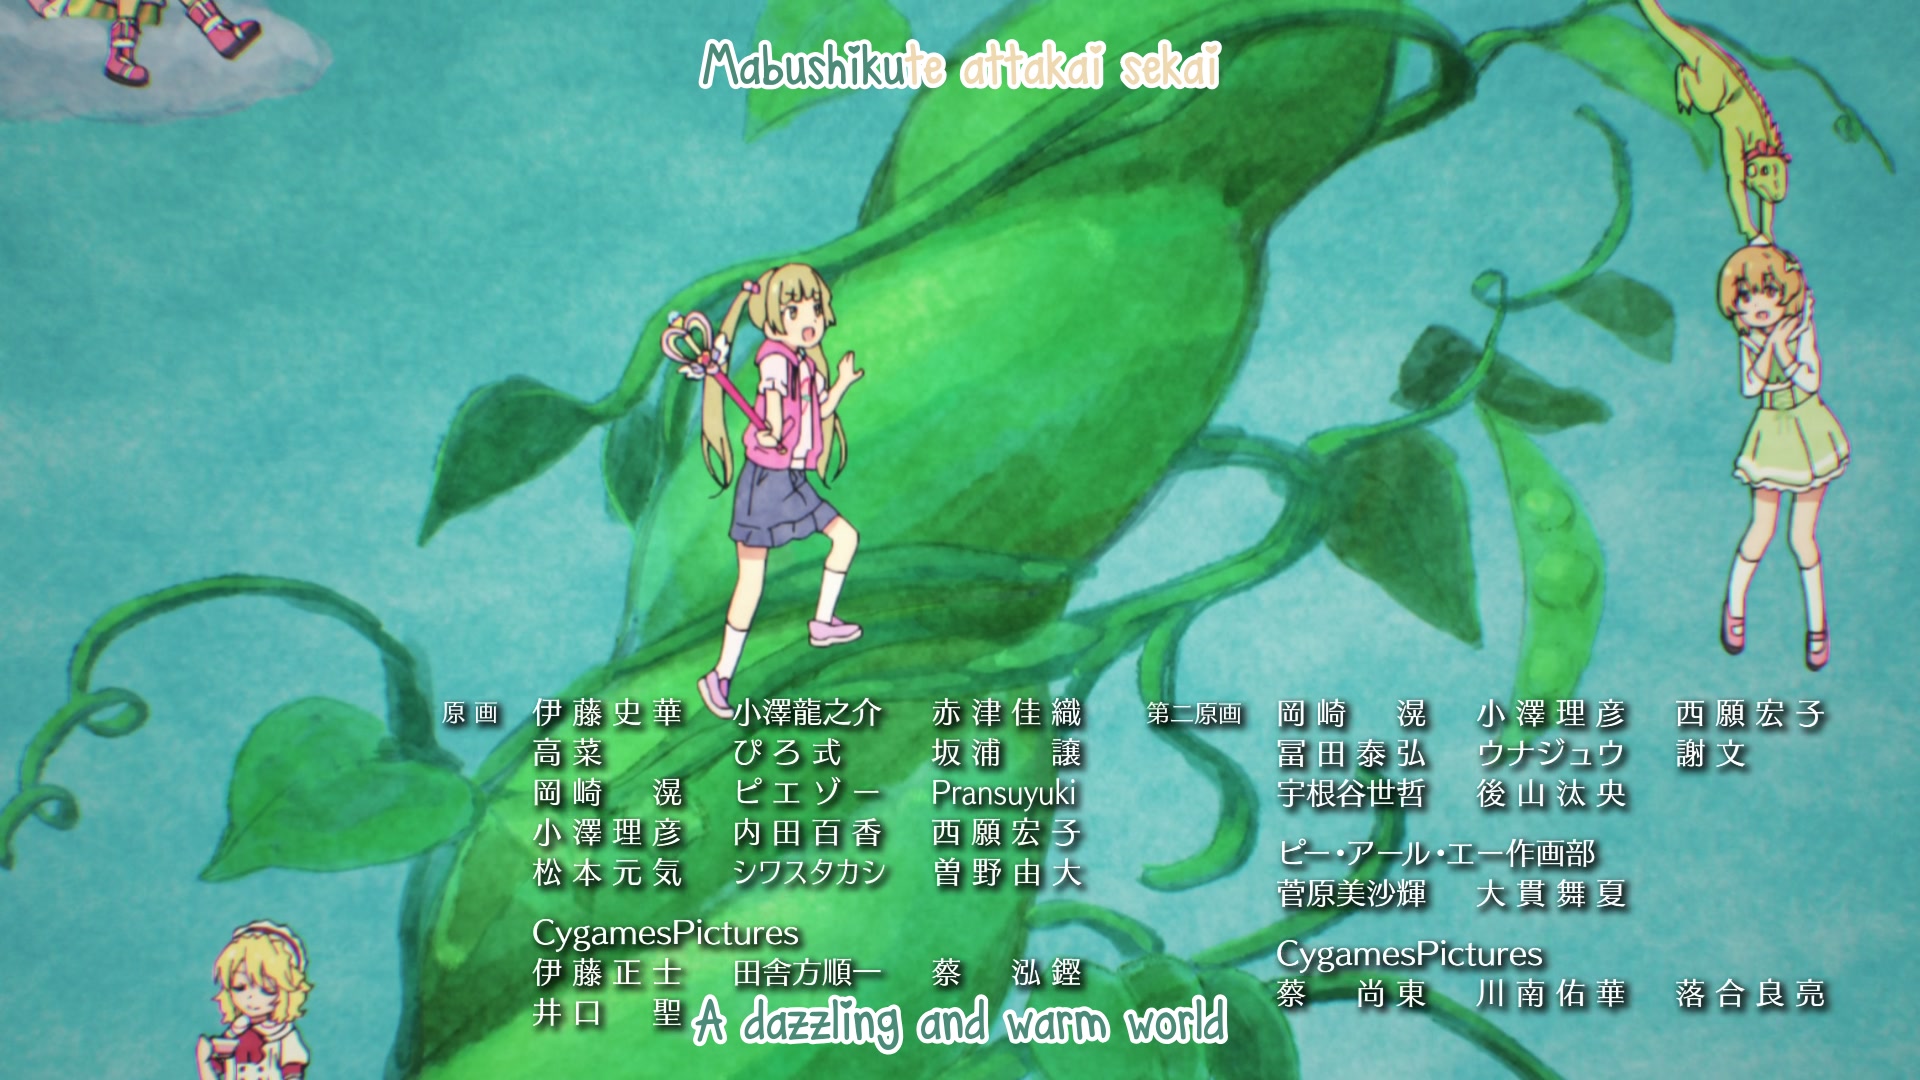 Mabushikute attakai sekai
原画 伊藤史華 小澤龍之介 赤津佳織
高菜 ぴろ式 坂浦 譲
岡崎 滉 ピエゾー Pransuyuki
小澤理彦 内田百香 西願宏子
松本元気 シワスタカシ 曽野由大
CygamesPictures
伊藤正士 田舎方順一 蔡 泓鏗
井口 聖
第二原画 岡崎 滉 小澤理彦 西願宏子
冨田泰弘 ウナジュウ 謝文
宇根谷世哲 後山汰央
ピー・アール・エー作画部
菅原美沙輝 大貫舞夏
CygamesPictures
蔡 尚東 川南佑華 落合良亮
A dazzling and warm world